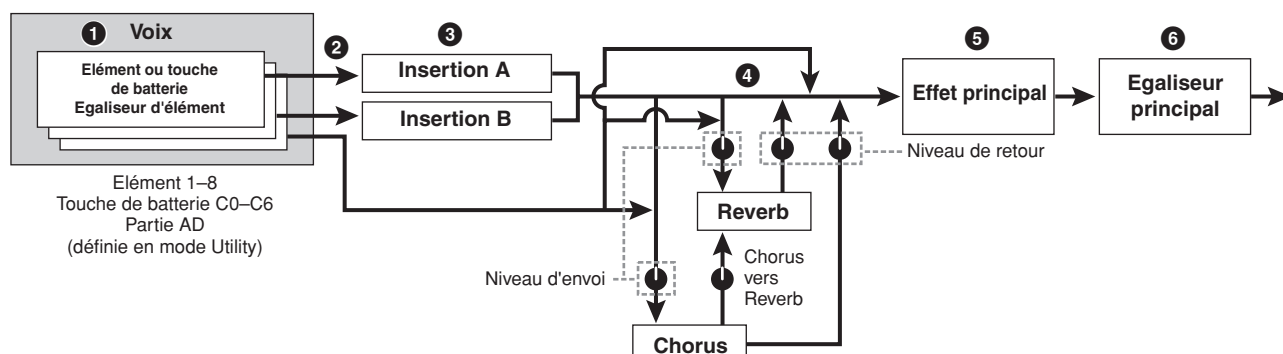 1 Voix
Elément ou touche
de batterie
Egaliseur d'élément
2
3
Insertion A
Insertion B
Elément 1–8
Touche de batterie C0–C6
Partie AD
(définie en mode Utility)
4
5
Effet principal
6
Egaliseur
principal
Niveau de retour
Reverb
Niveau d'envoi
Chorus
vers
Reverb
Chorus